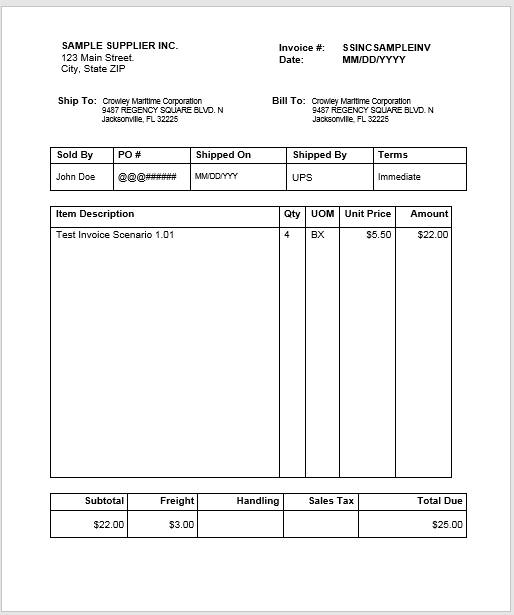 SAMPLE SUPPLIER INC.
123 Main Street.
City, State ZIP
Invoice #: SSINCSAMPLEINV
Date: MM/DD/YYYY
Ship To: Crowley Maritime Corporation
9487 REGENCY SQUARE BLVD. N
Jacksonville, FL 32225
Bill To: Crowley Maritime Corporation
9487 REGENCY SQUARE BLVD. N
Jacksonville, FL 32225
Sold By PO # Shipped On Shipped By Terms
John Doe @@@###### MM/DD/YYY UPS Immediate
Item Description Qty UOM Unit Price Amount
Test Invoice Scenario 1.01 4 BX $5.50 $22.00
Subtotal Freight Handling Sales Tax Total Due
$22.00 $3.00 $25.00